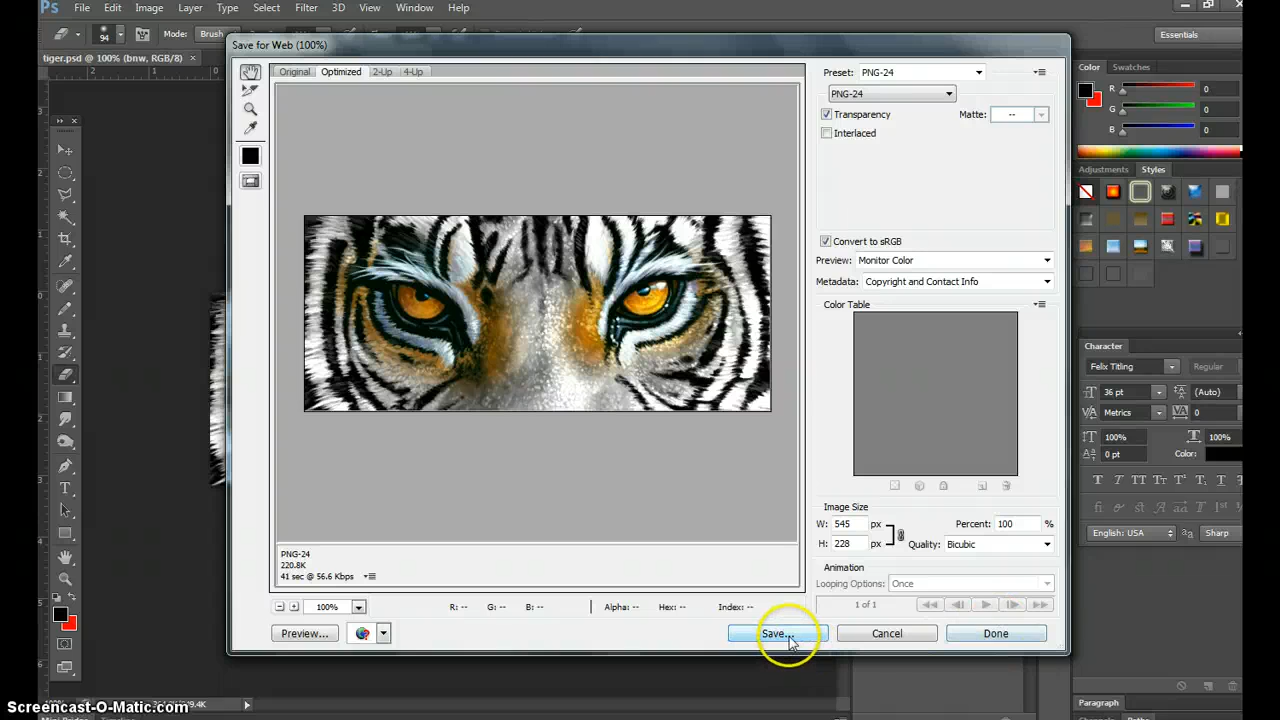 Ps File Edit Image Layer Type Select Filter 3D View Window Help
94 Mode: Brush Essentials
tiger.psd @ 100% (bnw, RGB/8) ×
2 1 0
Save for Web (100%)
Original Optimized 2-Up 4-Up
Preset: PNG-24
PNG-24
Transparency Matte: --
Interlaced
Convert to sRGB
Preview: Monitor Color
Metadata: Copyright and Contact Info
Color Table
Image Size
W: 545 px Percent: 100 %
H: 228 px Quality: Bicubic
Animation
Looping Options: Once
1 of 1
PNG-24
220.8K
41 sec @ 56.6 Kbps
100% R: -- G: -- B: -- Alpha: -- Hex: -- Index: --
Preview... Save... Cancel Done
Color Swatches
R 0
G 0
B 0
Adjustments Styles
Character
Felix Titling Regular
36 pt (Auto)
Metrics 0
100% 100%
0 pt Color:
English: USA Sharp
Paragraph
Screencast-O-Matic.com